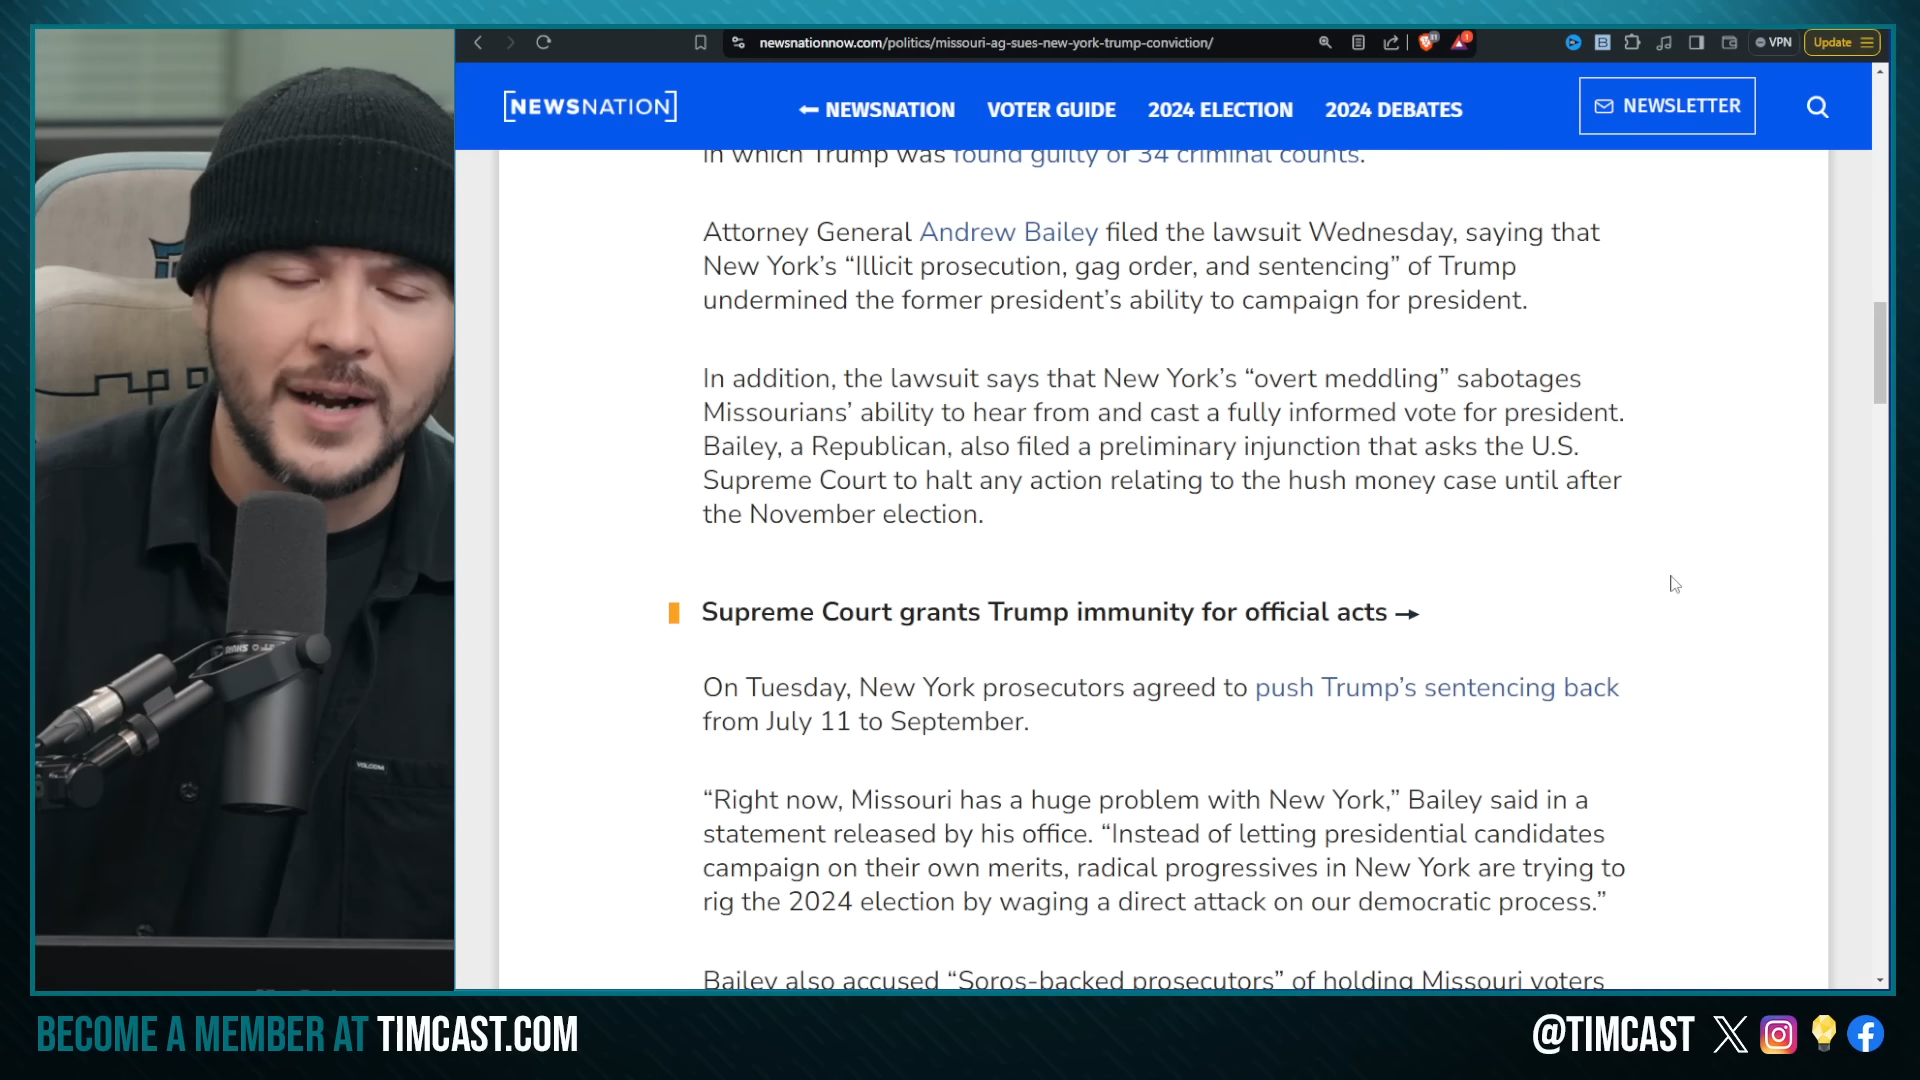 newsnationnow.com/politics/missouri-ag-sues-new-york-trump-conviction/
VPN
Update
[NEWSNATION]
NEWSNATION
VOTER GUIDE
2024 ELECTION
2024 DEBATES
NEWSLETTER
in which Trump was found guilty of 34 criminal counts.
Attorney General Andrew Bailey filed the lawsuit Wednesday, saying that
New York’s “Illicit prosecution, gag order, and sentencing” of Trump
undermined the former president’s ability to campaign for president.
In addition, the lawsuit says that New York’s “overt meddling” sabotages
Missourians’ ability to hear from and cast a fully informed vote for president.
Bailey, a Republican, also filed a preliminary injunction that asks the U.S.
Supreme Court to halt any action relating to the hush money case until after
the November election.
Supreme Court grants Trump immunity for official acts →
On Tuesday, New York prosecutors agreed to push Trump’s sentencing back
from July 11 to September.
“Right now, Missouri has a huge problem with New York,” Bailey said in a
statement released by his office. “Instead of letting presidential candidates
campaign on their own merits, radical progressives in New York are trying to
rig the 2024 election by waging a direct attack on our democratic process.”
Bailey also accused “Soros-backed prosecutors” of holding Missouri voters
VOLCOM
BECOME A MEMBER AT TIMCAST.COM
@TIMCAST